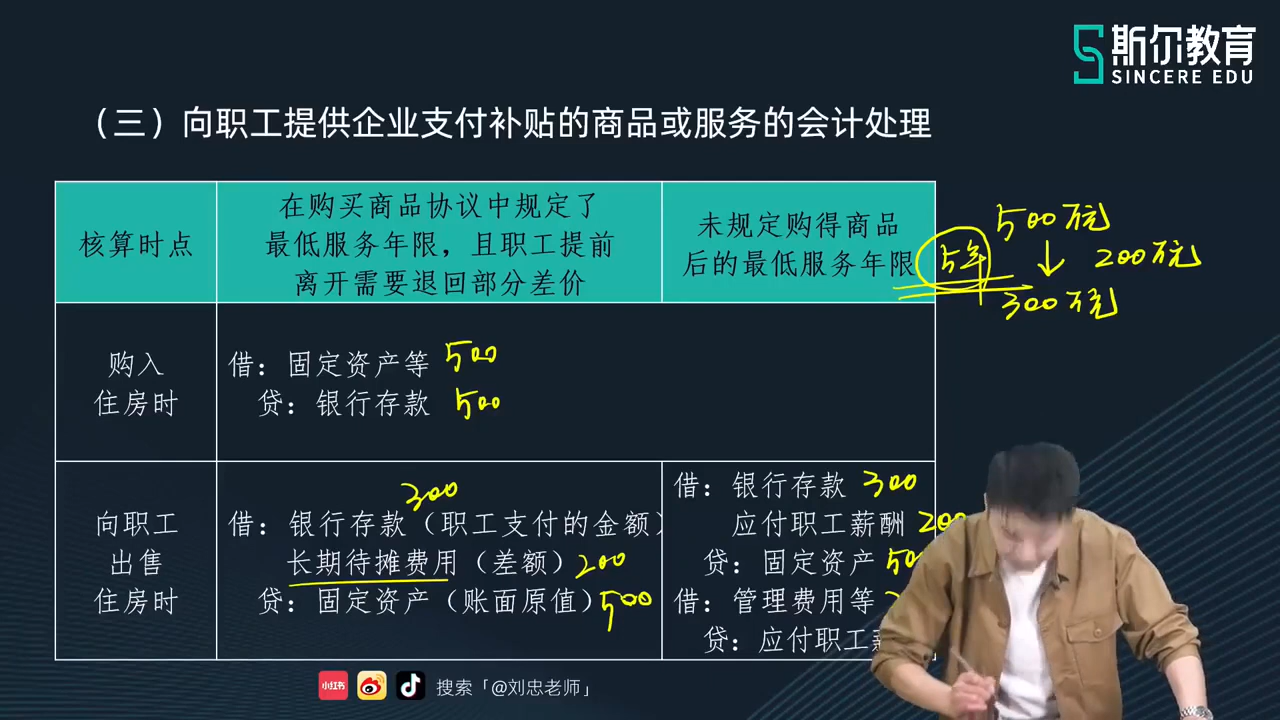 斯尔教育
SINCERE EDU
（三）向职工提供企业支付补贴的商品或服务的会计处理
核算时点
在购买商品协议中规定了
最低服务年限，且职工提前
离开需要退回部分差价
未规定购得商品
后的最低服务年限
5年
500万元
↓ 200万元
300万元
购入
住房时
借：固定资产等 500
贷：银行存款 500
向职工
出售
住房时
300
借：银行存款（职工支付的金额）
长期待摊费用（差额）200
贷：固定资产（账面原值）500
借：银行存款 300
应付职工薪酬 200
贷：固定资产
借：管理费用等
贷：应付职工
小红书
搜索「@刘忠老师」